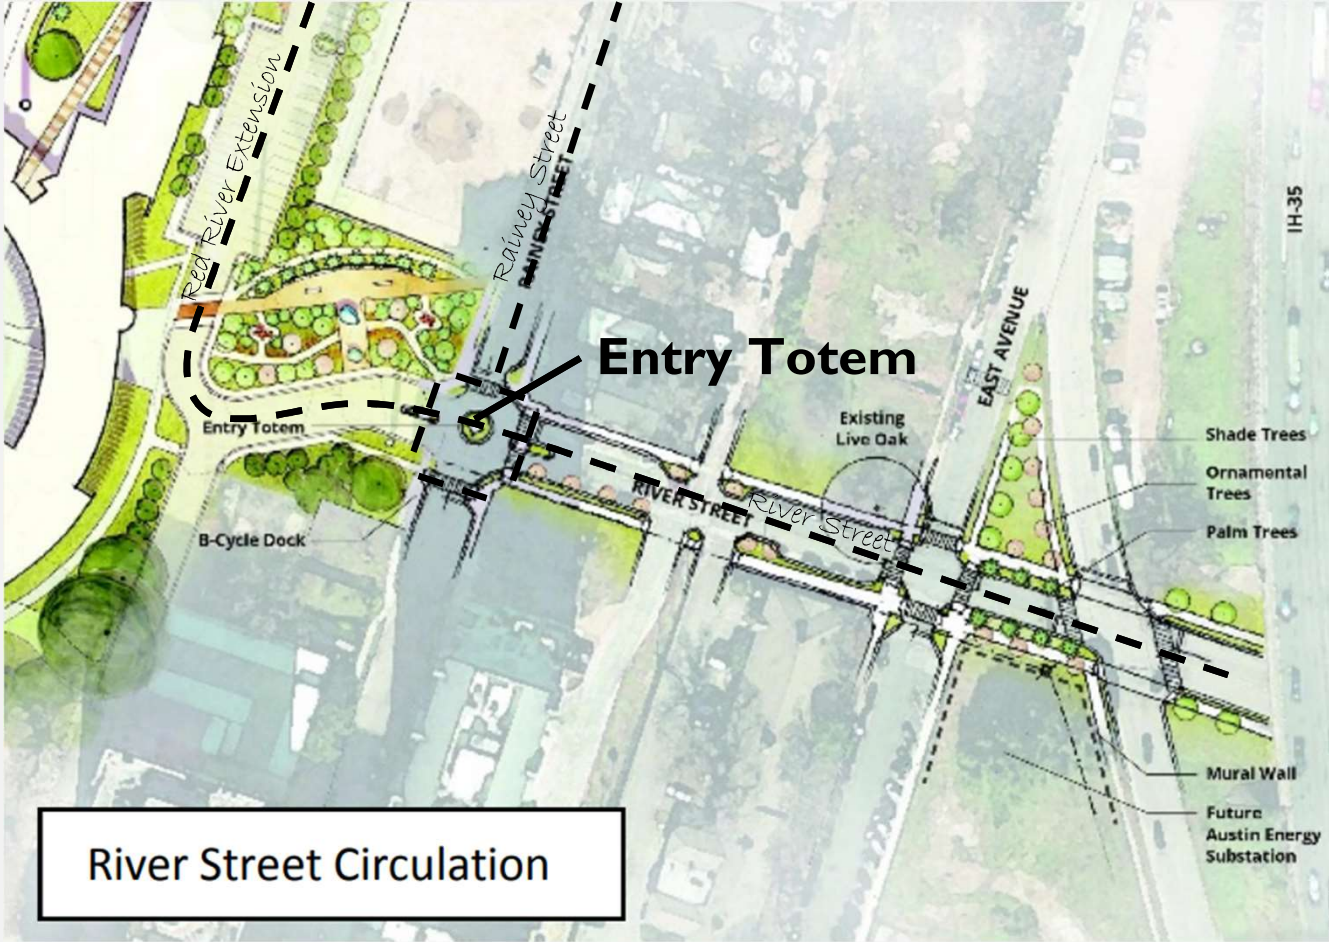 Red River Extension
Rainey Street
RAINEY STREET
IH-35
EAST AVENUE
Entry Totem
Existing
Live Oak
Entry Totem
Shade Trees
Ornamental
Trees
Palm Trees
RIVER STREET
River Street
B-Cycle Dock
Mural Wall
Future
Austin Energy
Substation
River Street Circulation